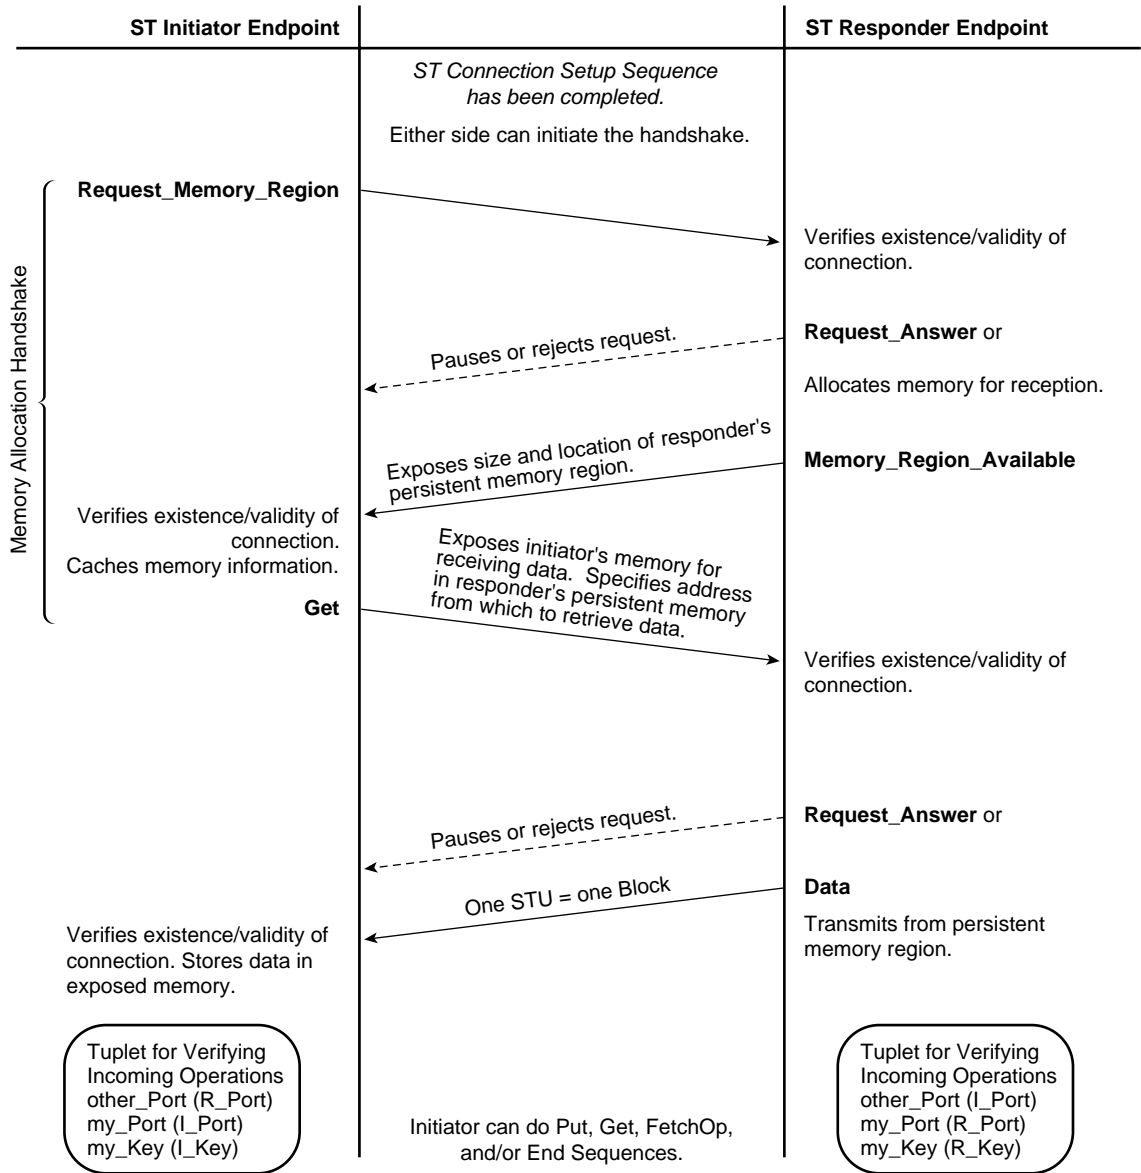 ST Initiator Endpoint
ST Responder Endpoint
ST Connection Setup Sequence
has been completed.
Either side can initiate the handshake.
Memory Allocation Handshake
Request_Memory_Region
Verifies existence/validity of
connection.
Request_Answer or
Pauses or rejects request.
Allocates memory for reception.
Memory_Region_Available
Exposes size and location of responder's
persistent memory region.
Verifies existence/validity of
connection.
Caches memory information.
Get
Exposes initiator's memory for
receiving data.  Specifies address
in responder's persistent memory
from which to retrieve data.
Verifies existence/validity of
connection.
Request_Answer or
Pauses or rejects request.
Data
One STU = one Block
Transmits from persistent
memory region.
Verifies existence/validity of
connection. Stores data in
exposed memory.
Tuplet for Verifying
Incoming Operations
other_Port (R_Port)
my_Port (I_Port)
my_Key (I_Key)
Initiator can do Put, Get, FetchOp,
and/or End Sequences.
Tuplet for Verifying
Incoming Operations
other_Port (I_Port)
my_Port (R_Port)
my_Key (R_Key)